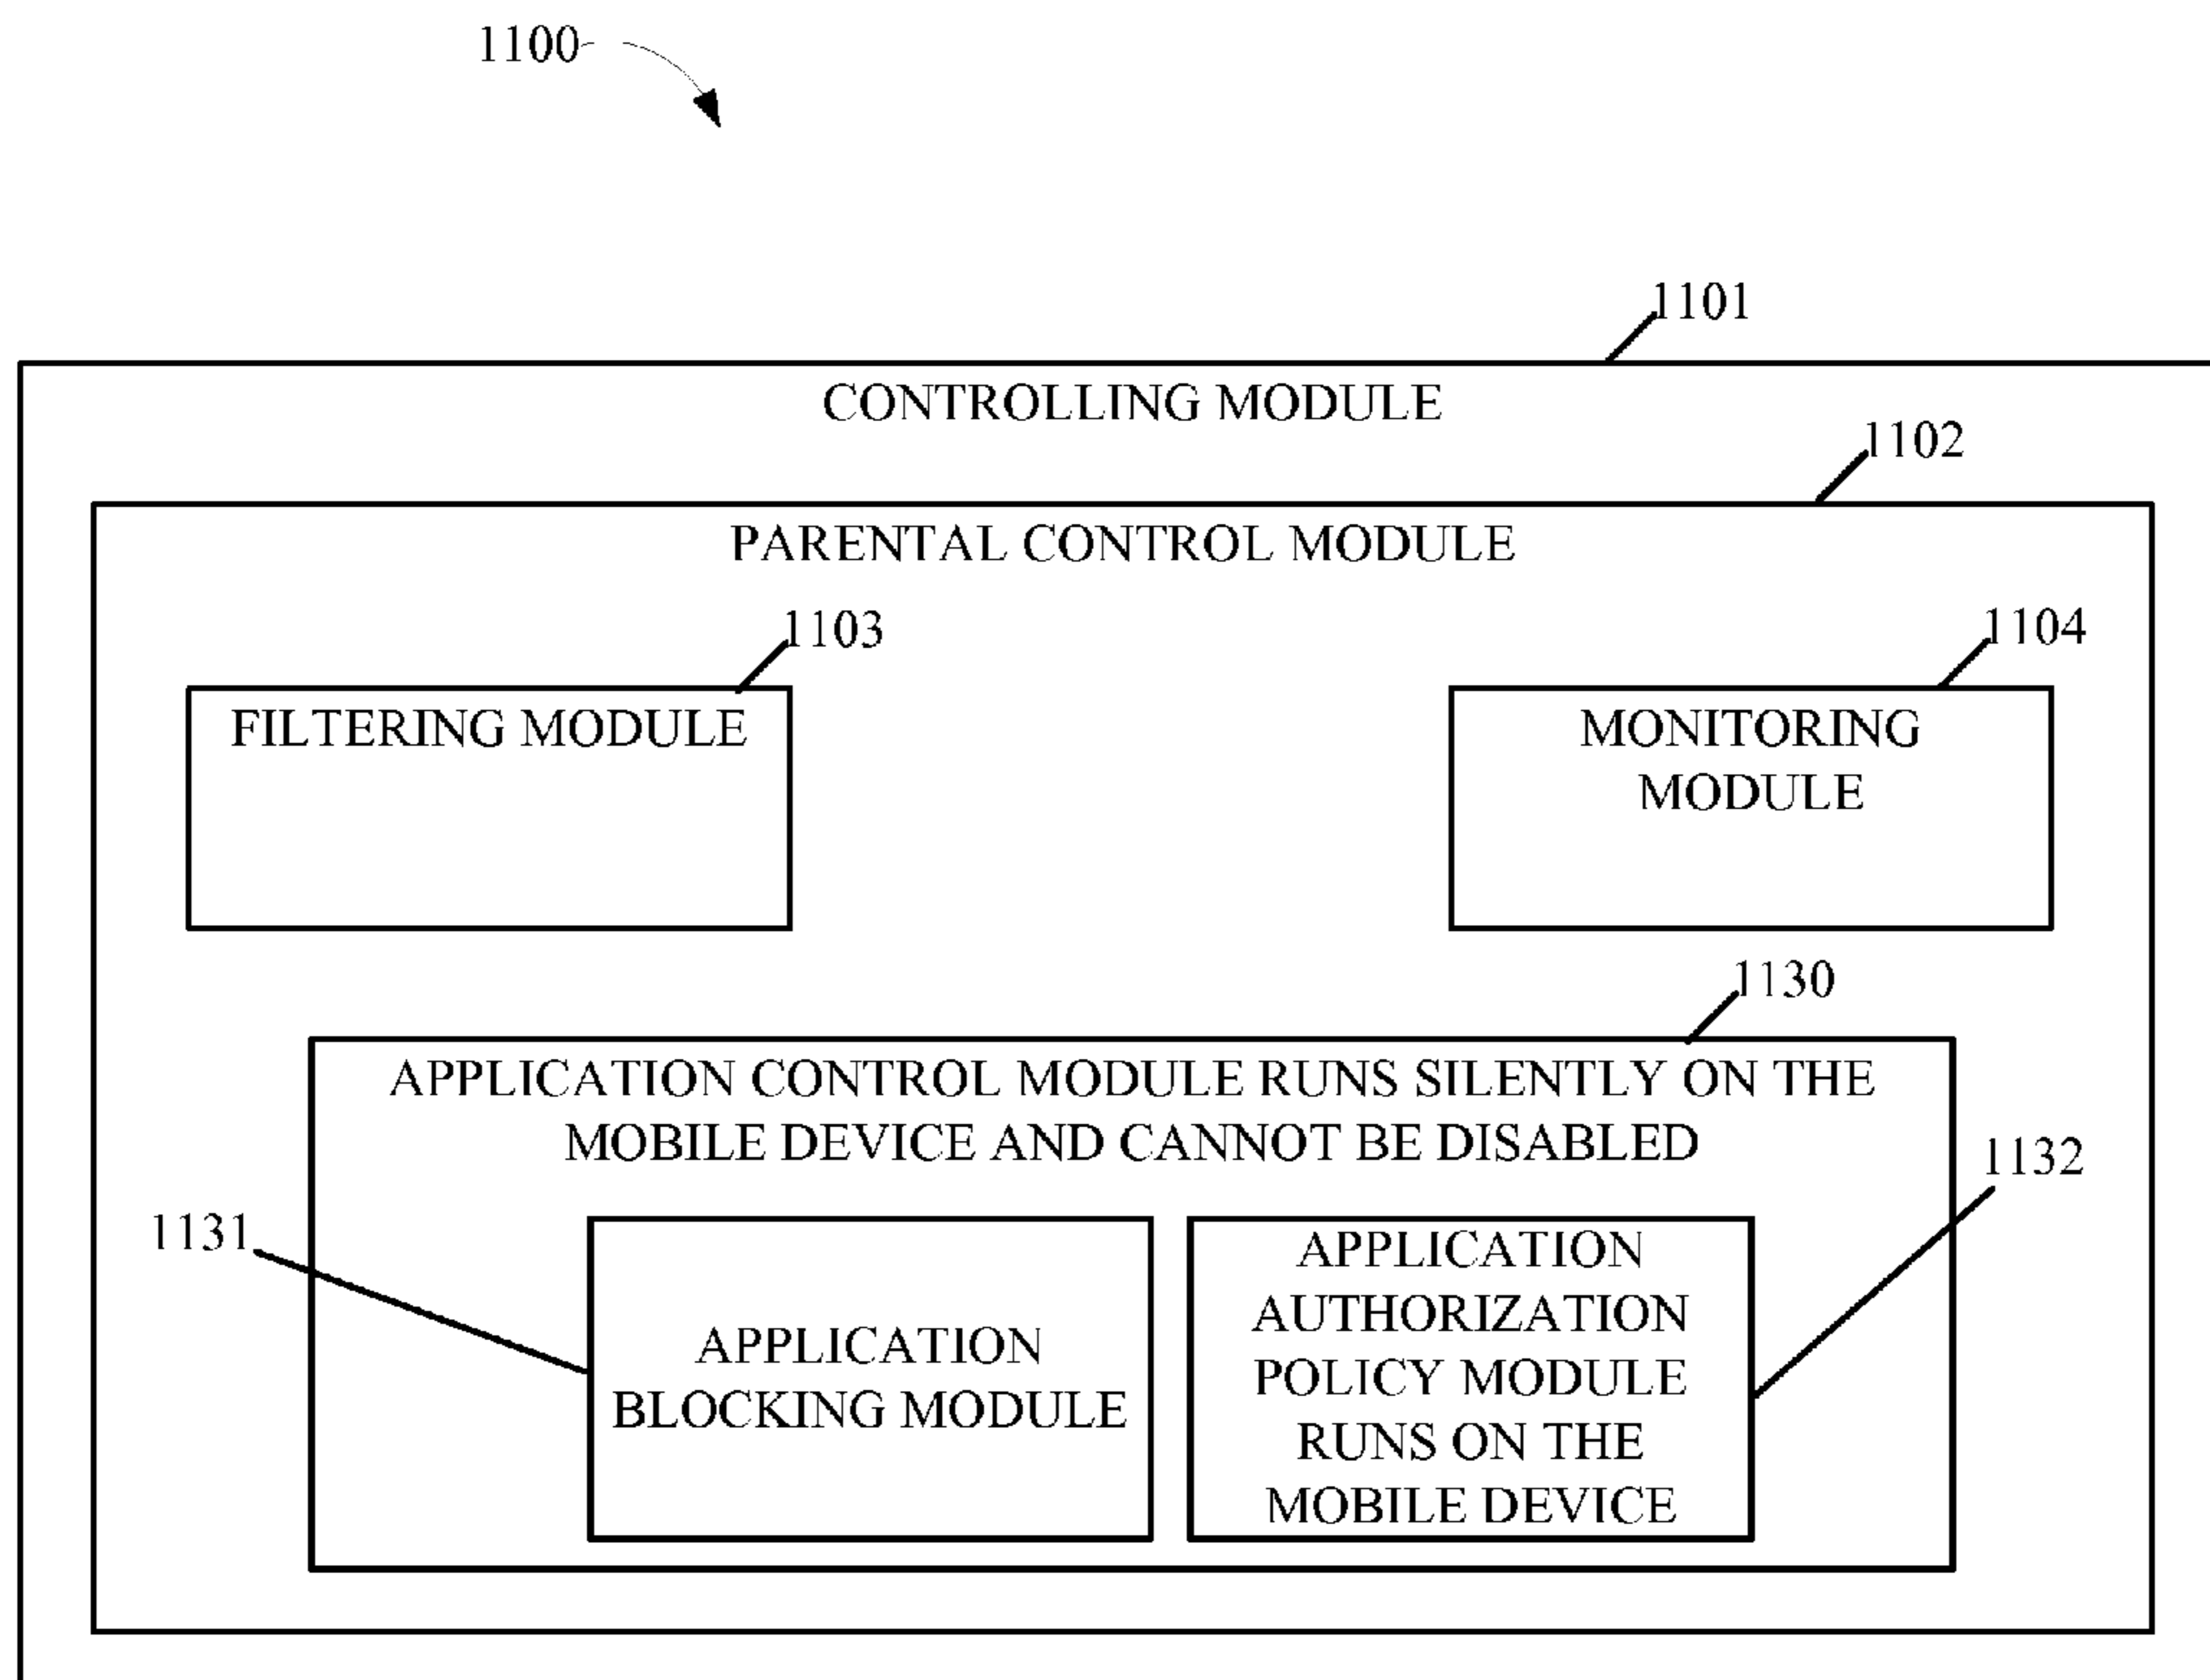 1100
1101
CONTROLLING MODULE
1102
PARENTAL CONTROL MODULE
1103
1104
FILTERING MODULE
MONITORING
MODULE
1130
APPLICATION CONTROL MODULE RUNS SILENTLY ON THE
MOBILE DEVICE AND CANNOT BE DISABLED
1131
1132
APPLICATION
BLOCKING MODULE
APPLICATION
AUTHORIZATION
POLICY MODULE
RUNS ON THE
MOBILE DEVICE